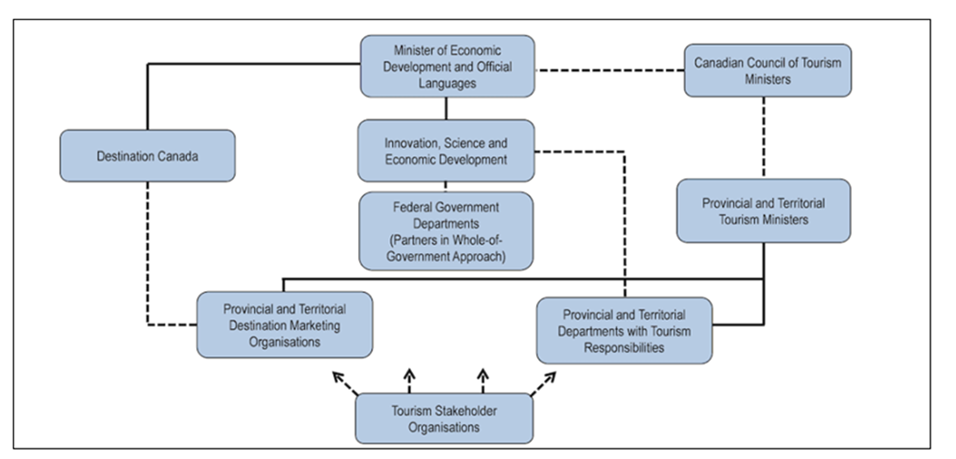 Minister of Economic
Development and Official
Languages
Canadian Council of Tourism
Ministers
Destination Canada
Innovation, Science and
Economic Development
Provincial and Territorial
Tourism Ministers
Federal Government
Departments
(Partners in Whole-of-
Government Approach)
Provincial and Territorial
Destination Marketing
Organisations
Provincial and Territorial
Departments with Tourism
Responsibilities
Tourism Stakeholder
Organisations